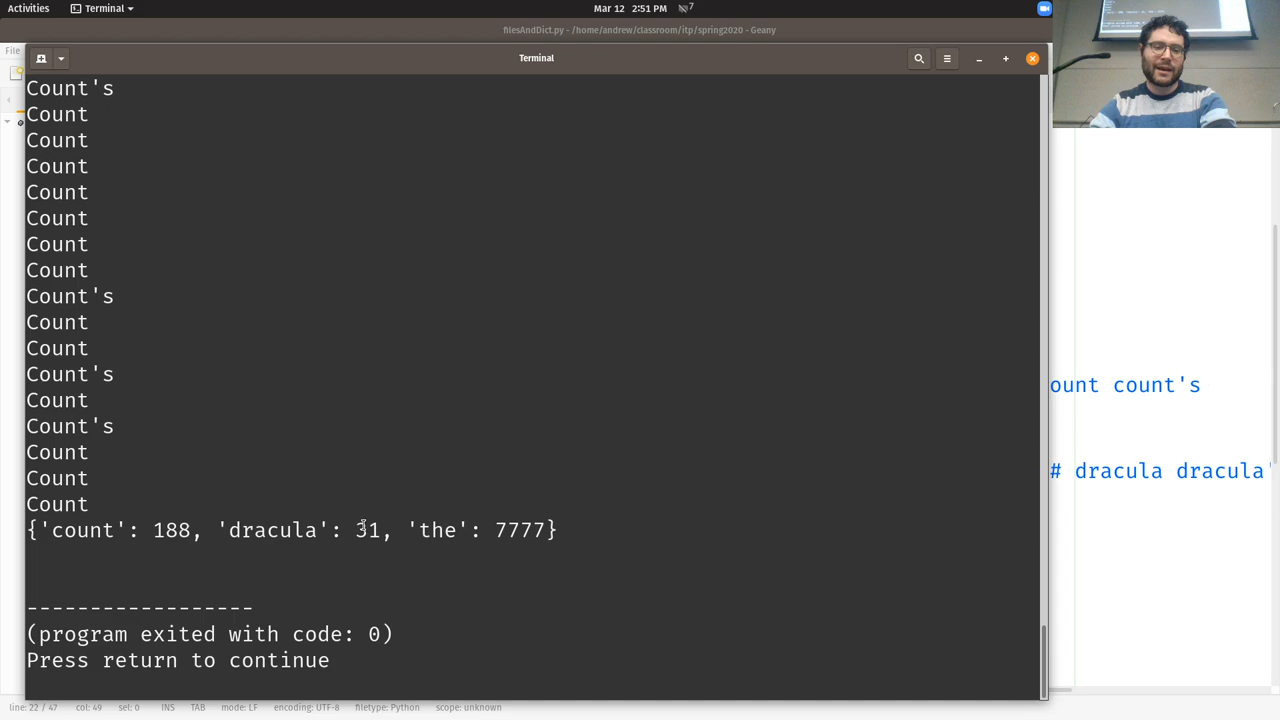 Activities
Terminal
Mar 12 2:51 PM
7
filesAndDict.py - /home/andrew/classroom/itp/spring2020 - Geany
File
Terminal
Count's
Count
Count
Count
Count
Count
Count
Count
Count's
Count
Count
Count's
Count
Count's
Count
Count
Count
{'count': 188, 'dracula': 31, 'the': 7777}
------------------
(program exited with code: 0)
Press return to continue
ount count's
# dracula dracula'
line: 22 / 47 col: 49 sel: 0 INS TAB mode: LF encoding: UTF-8 filetype: Python scope: unknown